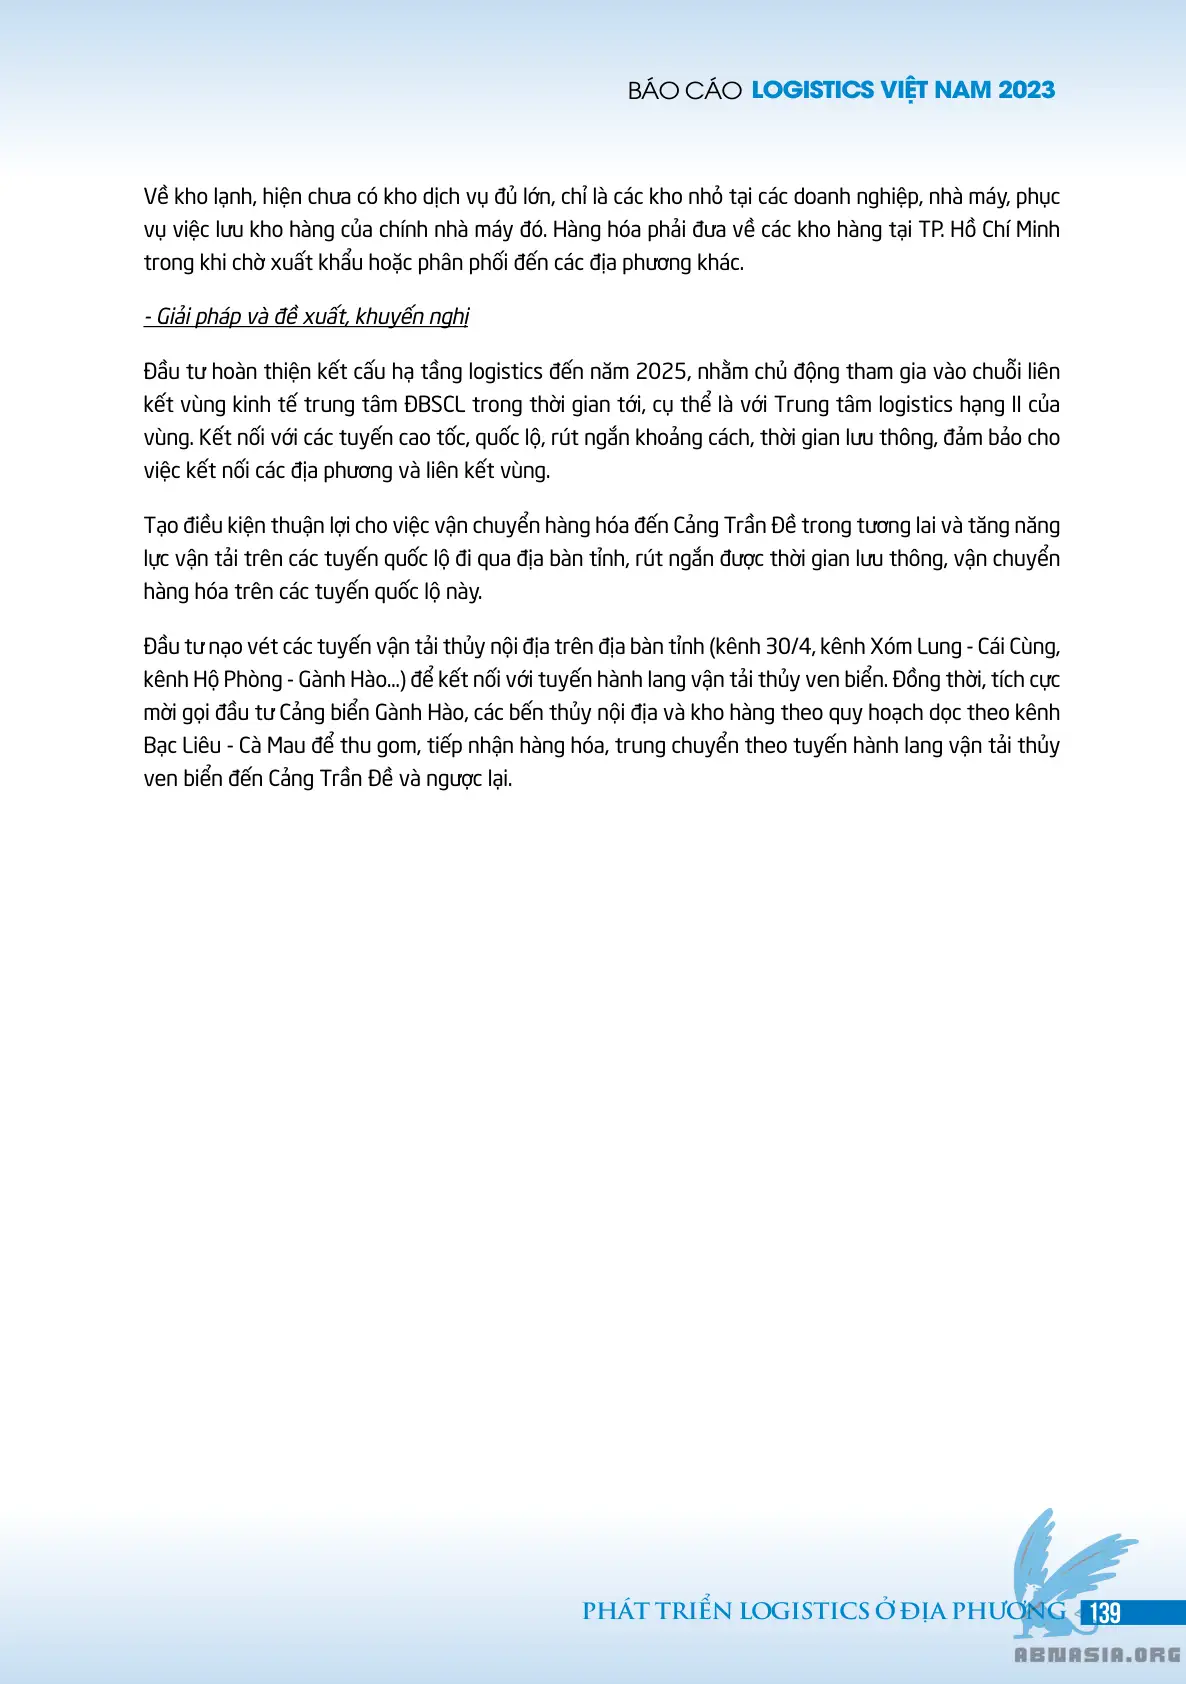 BÁO CÁO LOGISTICS VIỆT NAM 2023
Về kho lạnh, hiện chưa có kho dịch vụ đủ lớn, chỉ là các kho nhỏ tại các doanh nghiệp, nhà máy, phục
vụ việc lưu kho hàng của chính nhà máy đó. Hàng hóa phải đưa về các kho hàng tại TP. Hồ Chí Minh
trong khi chờ xuất khẩu hoặc phân phối đến các địa phương khác.
- Giải pháp và đề xuất, khuyến nghị
Đầu tư hoàn thiện kết cấu hạ tầng logistics đến năm 2025, nhằm chủ động tham gia vào chuỗi liên
kết vùng kinh tế trung tâm ĐBSCL trong thời gian tới, cụ thể là với Trung tâm logistics hạng II của
vùng. Kết nối với các tuyến cao tốc, quốc lộ, rút ngắn khoảng cách, thời gian lưu thông, đảm bảo cho
việc kết nối các địa phương và liên kết vùng.
Tạo điều kiện thuận lợi cho việc vận chuyển hàng hóa đến Cảng Trần Đề trong tương lai và tăng năng
lực vận tải trên các tuyến quốc lộ đi qua địa bàn tỉnh, rút ngắn được thời gian lưu thông, vận chuyển
hàng hóa trên các tuyến quốc lộ này.
Đầu tư nạo vét các tuyến vận tải thủy nội địa trên địa bàn tỉnh (kênh 30/4, kênh Xóm Lung - Cái Cùng,
kênh Hộ Phòng - Gành Hào...) để kết nối với tuyến hành lang vận tải thủy ven biển. Đồng thời, tích cực
mời gọi đầu tư Cảng biển Gành Hào, các bến thủy nội địa và kho hàng theo quy hoạch dọc theo kênh
Bạc Liêu - Cà Mau để thu gom, tiếp nhận hàng hóa, trung chuyển theo tuyến hành lang vận tải thủy
ven biển đến Cảng Trần Đề và ngược lại.
PHÁT TRIỂN LOGISTICS Ở ĐỊA PHƯƠNG 139
ABNASIA.ORG